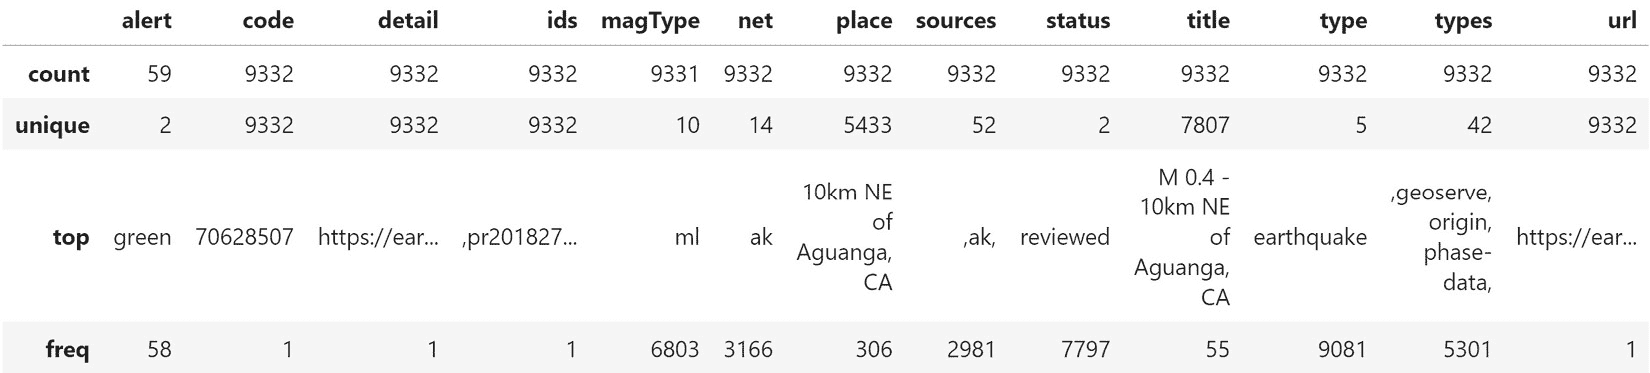 alert code detail ids magType net place sources status title type types url
count 59 9332 9332 9332 9331 9332 9332 9332 9332 9332 9332 9332 9332
unique 2 9332 9332 9332 10 14 5433 52 2 7807 5 42 9332
top green 70628507 https://ear... ,pr201827... ml ak 10km NE of Aguanga, CA ,ak, reviewed M 0.4 - 10km NE of Aguanga, CA earthquake ,geoserve, origin, phase-data, https://ear...
freq 58 1 1 1 6803 3166 306 2981 7797 55 9081 5301 1